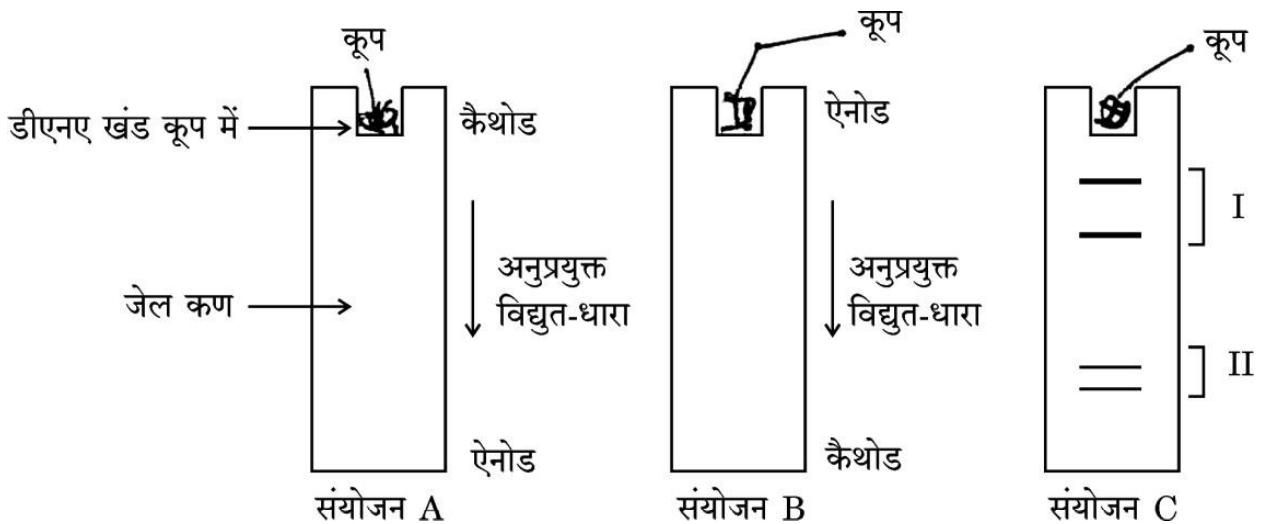 कूप
डीएनए खंड कूप में
कैथोड
जेल कण
अनुप्रयुक्त
विद्युत-धारा
ऐनोड
संयोजन A
कूप
ऐनोड
अनुप्रयुक्त
विद्युत-धारा
कैथोड
संयोजन B
कूप
I
II
संयोजन C